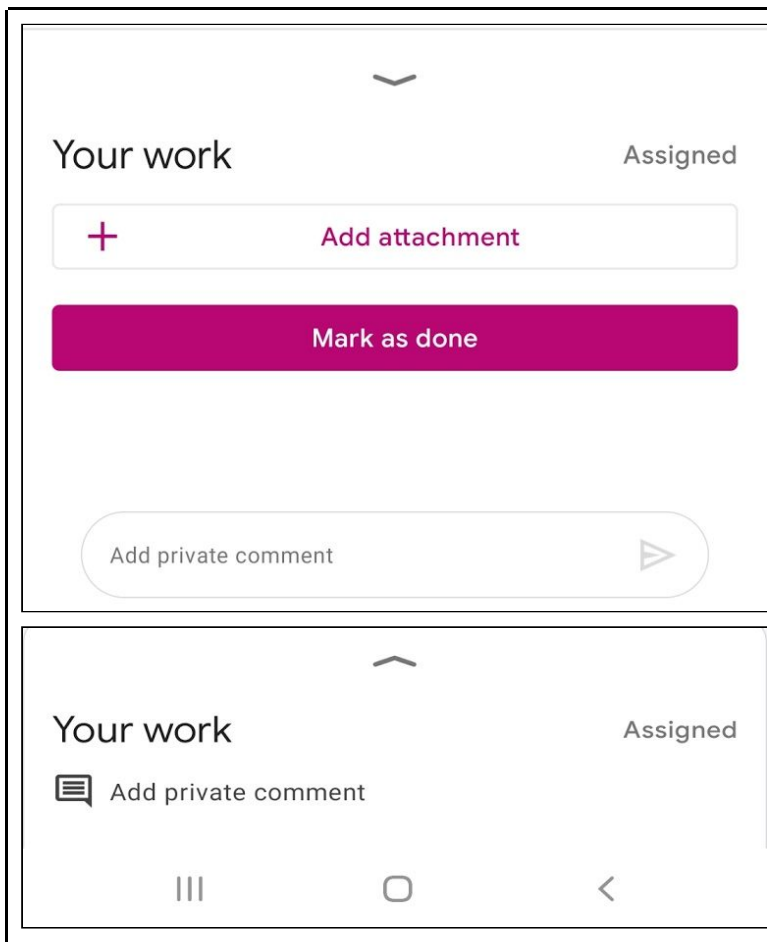 Your work
Assigned
Add attachment
Mark as done
Add private comment
Your work
Assigned
Add private comment